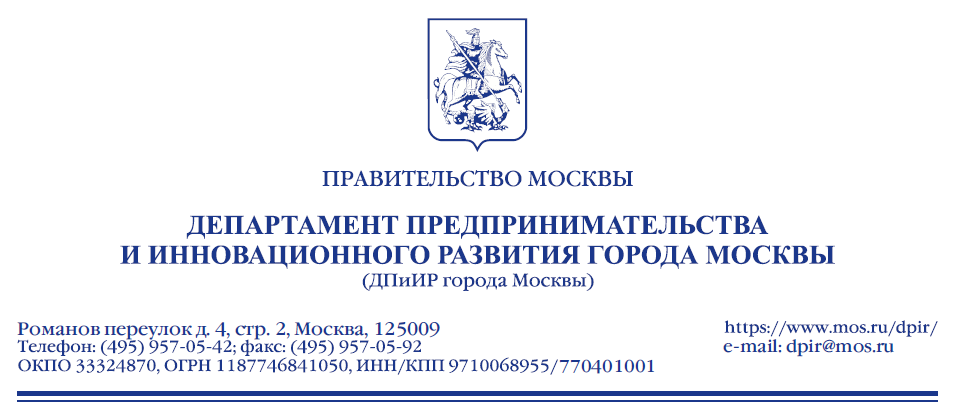 ПРАВИТЕЛЬСТВО МОСКВЫ
ДЕПАРТАМЕНТ ПРЕДПРИНИМАТЕЛЬСТВА
И ИННОВАЦИОННОГО РАЗВИТИЯ ГОРОДА МОСКВЫ
(ДПиИР города Москвы)
Романов переулок д. 4, стр. 2, Москва, 125009
Телефон: (495) 957-05-42; факс: (495) 957-05-92
ОКПО 33324870, ОГРН 1187746841050, ИНН/КПП 9710068955/770401001
https://www.mos.ru/dpir/
e-mail: dpir@mos.ru